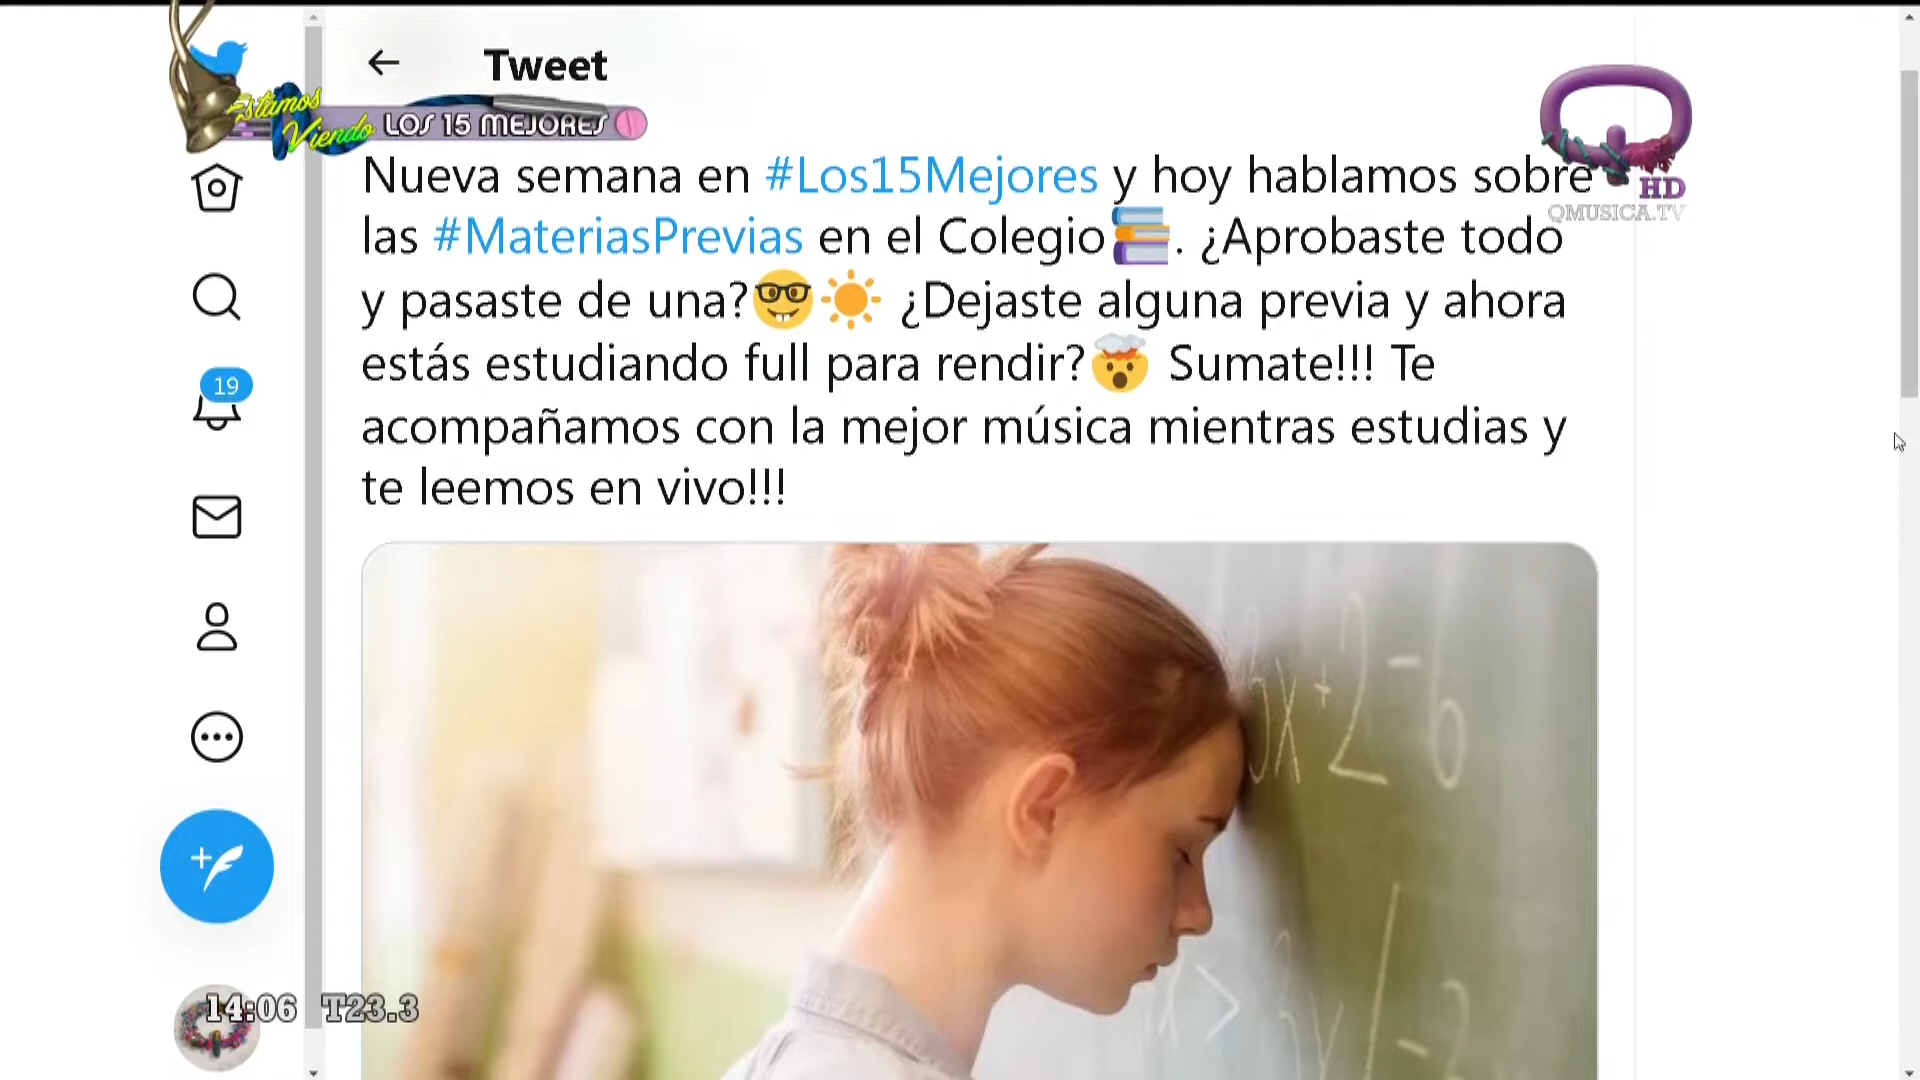 Tweet
Estamos
Viendo
LOS 15 MEJORES
HD
QMUSICA.TV
Nueva semana en #Los15Mejores y hoy hablamos sobre
las #MateriasPrevias en el Colegio📚. ¿Aprobaste todo
y pasaste de una?🤓☀️ ¿Dejaste alguna previa y ahora
estás estudiando full para rendir?🤯 Sumate!!! Te
acompañamos con la mejor música mientras estudias y
te leemos en vivo!!!
19
x+2-6
14:06 T23.3